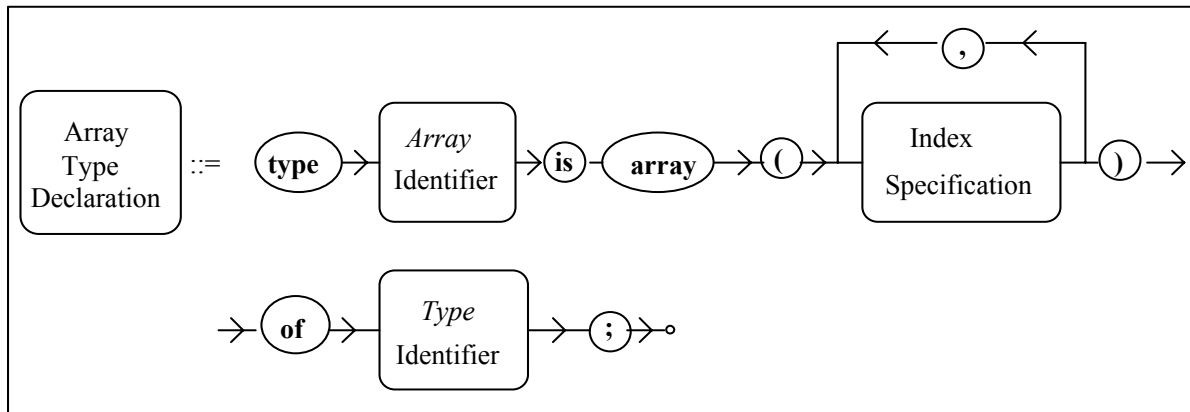 ,
Array
Type
Declaration
::=
type
Array
Identifier
is
array
(
Index
Specification
)
of
Type
Identifier
;